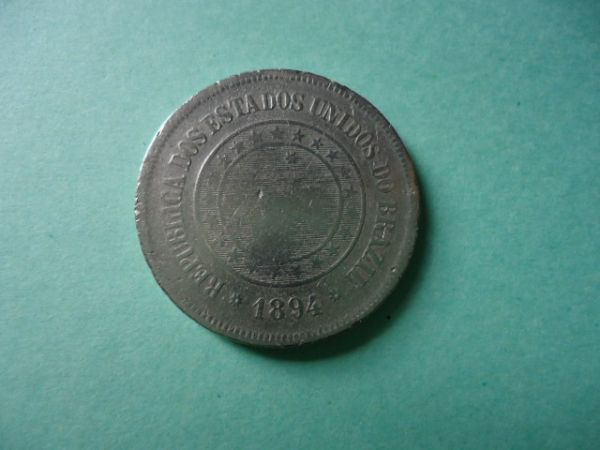 REPUBLICA DOS ESTADOS UNIDOS DO BRAZIL
1894